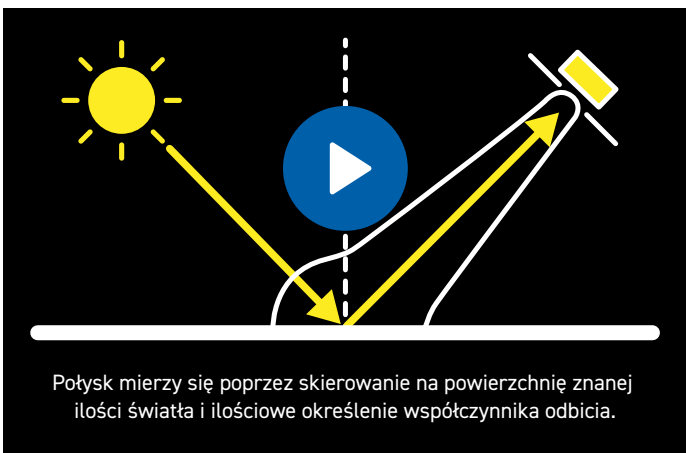 Połysk mierzy się poprzez skierowanie na powierzchnię znanej
ilości światła i ilościowe określenie współczynnika odbicia.